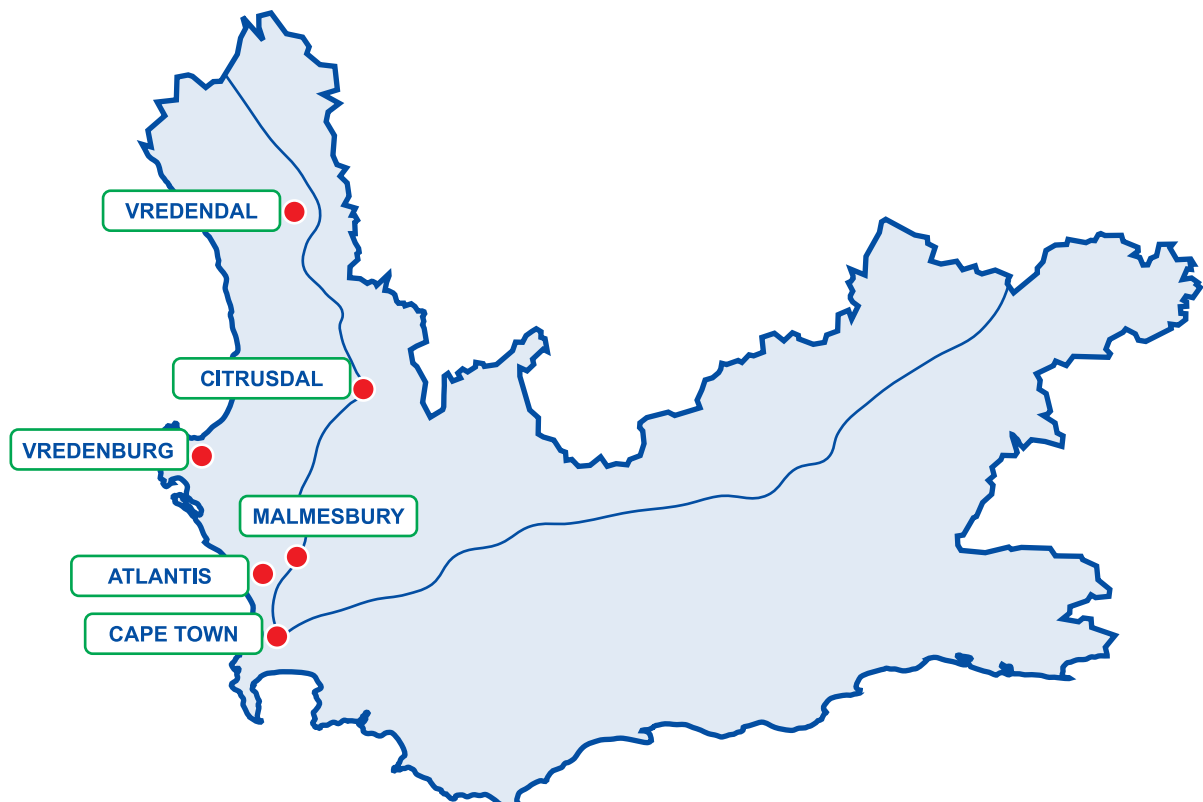 VREDENDAL
CITRUSDAL
VREDENBURG
MALMESBURY
ATLANTIS
CAPE TOWN